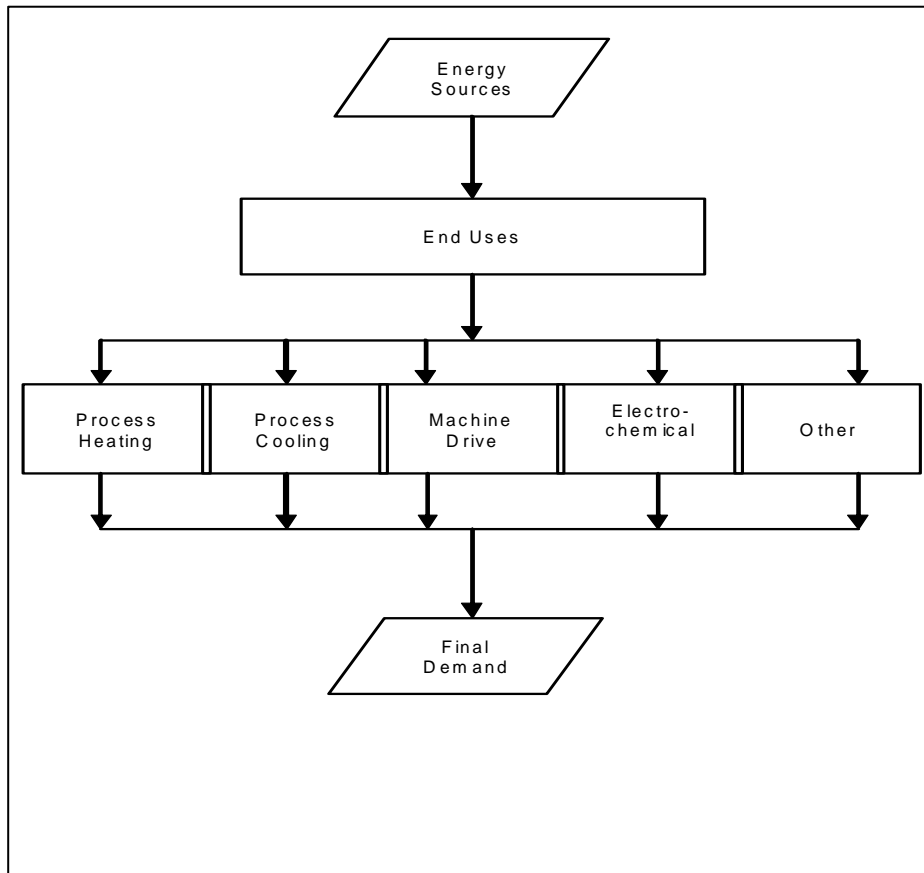 Energy
Sources
End Uses
Process
Heating
Process
Cooling
Machine
Drive
Electro-
chemical
Other
Final
Demand